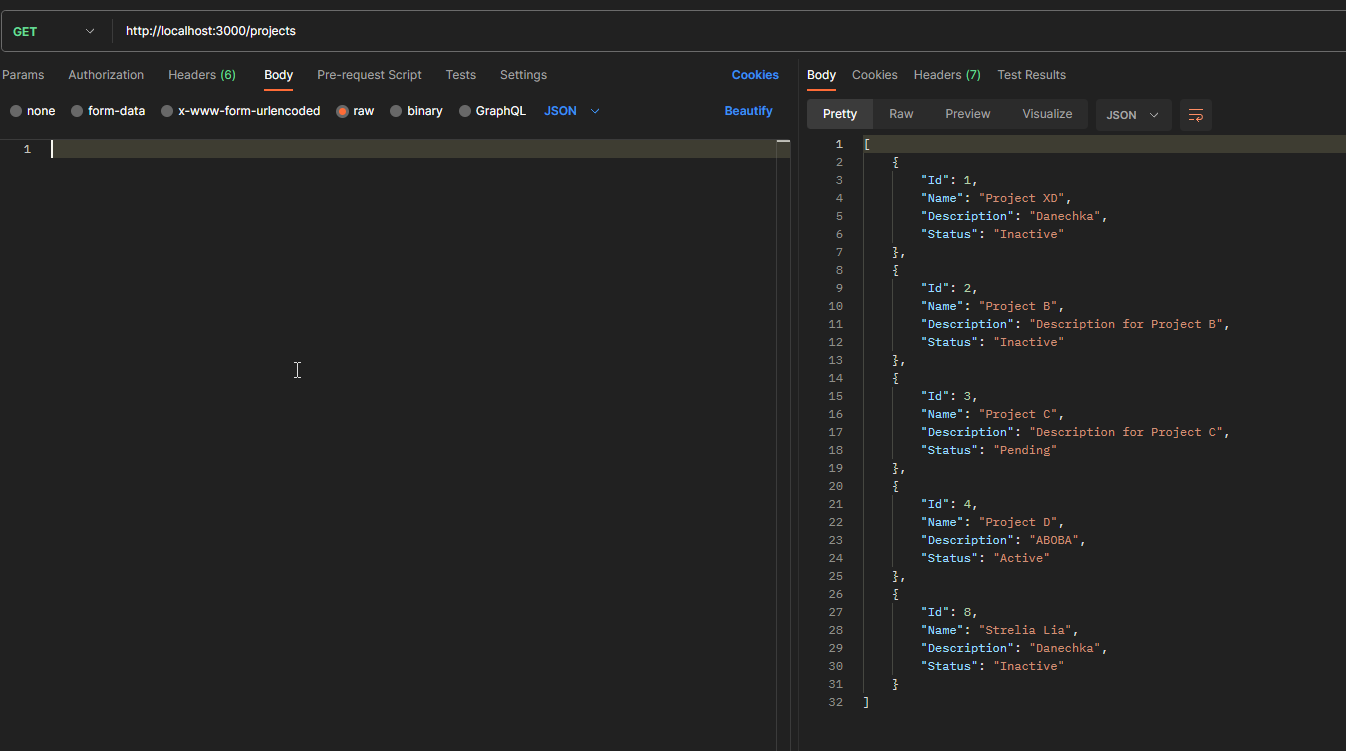 GET http://localhost:3000/projects
Params Authorization Headers (6) Body Pre-request Script Tests Settings Cookies
none form-data x-www-form-urlencoded raw binary GraphQL JSON Beautify
1
Body Cookies Headers (7) Test Results
Pretty Raw Preview Visualize JSON
1 [
2 {
3 "Id": 1,
4 "Name": "Project XD",
5 "Description": "Danechka",
6 "Status": "Inactive"
7 },
8 {
9 "Id": 2,
10 "Name": "Project B",
11 "Description": "Description for Project B",
12 "Status": "Inactive"
13 },
14 {
15 "Id": 3,
16 "Name": "Project C",
17 "Description": "Description for Project C",
18 "Status": "Pending"
19 },
20 {
21 "Id": 4,
22 "Name": "Project D",
23 "Description": "ABOBA",
24 "Status": "Active"
25 },
26 {
27 "Id": 8,
28 "Name": "Strelia Lia",
29 "Description": "Danechka",
30 "Status": "Inactive"
31 }
32 ]